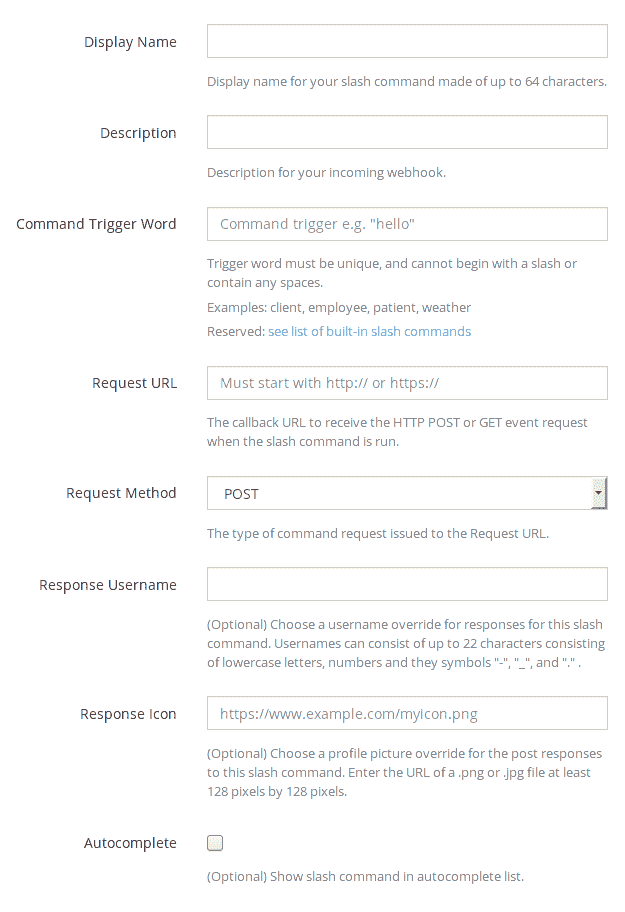 Display Name
Display name for your slash command made of up to 64 characters.
Description
Description for your incoming webhook.
Command Trigger Word
Command trigger e.g. "hello"
Trigger word must be unique, and cannot begin with a slash or
contain any spaces.
Examples: client, employee, patient, weather
Reserved: see list of built-in slash commands
Request URL
Must start with http:// or https://
The callback URL to receive the HTTP POST or GET event request
when the slash command is run.
Request Method
POST
The type of command request issued to the Request URL.
Response Username
(Optional) Choose a username override for responses for this slash
command. Usernames can consist of up to 22 characters consisting
of lowercase letters, numbers and they symbols "-", "_", and "." .
Response Icon
https://www.example.com/myicon.png
(Optional) Choose a profile picture override for the post responses
to this slash command. Enter the URL of a .png or .jpg file at least
128 pixels by 128 pixels.
Autocomplete
(Optional) Show slash command in autocomplete list.